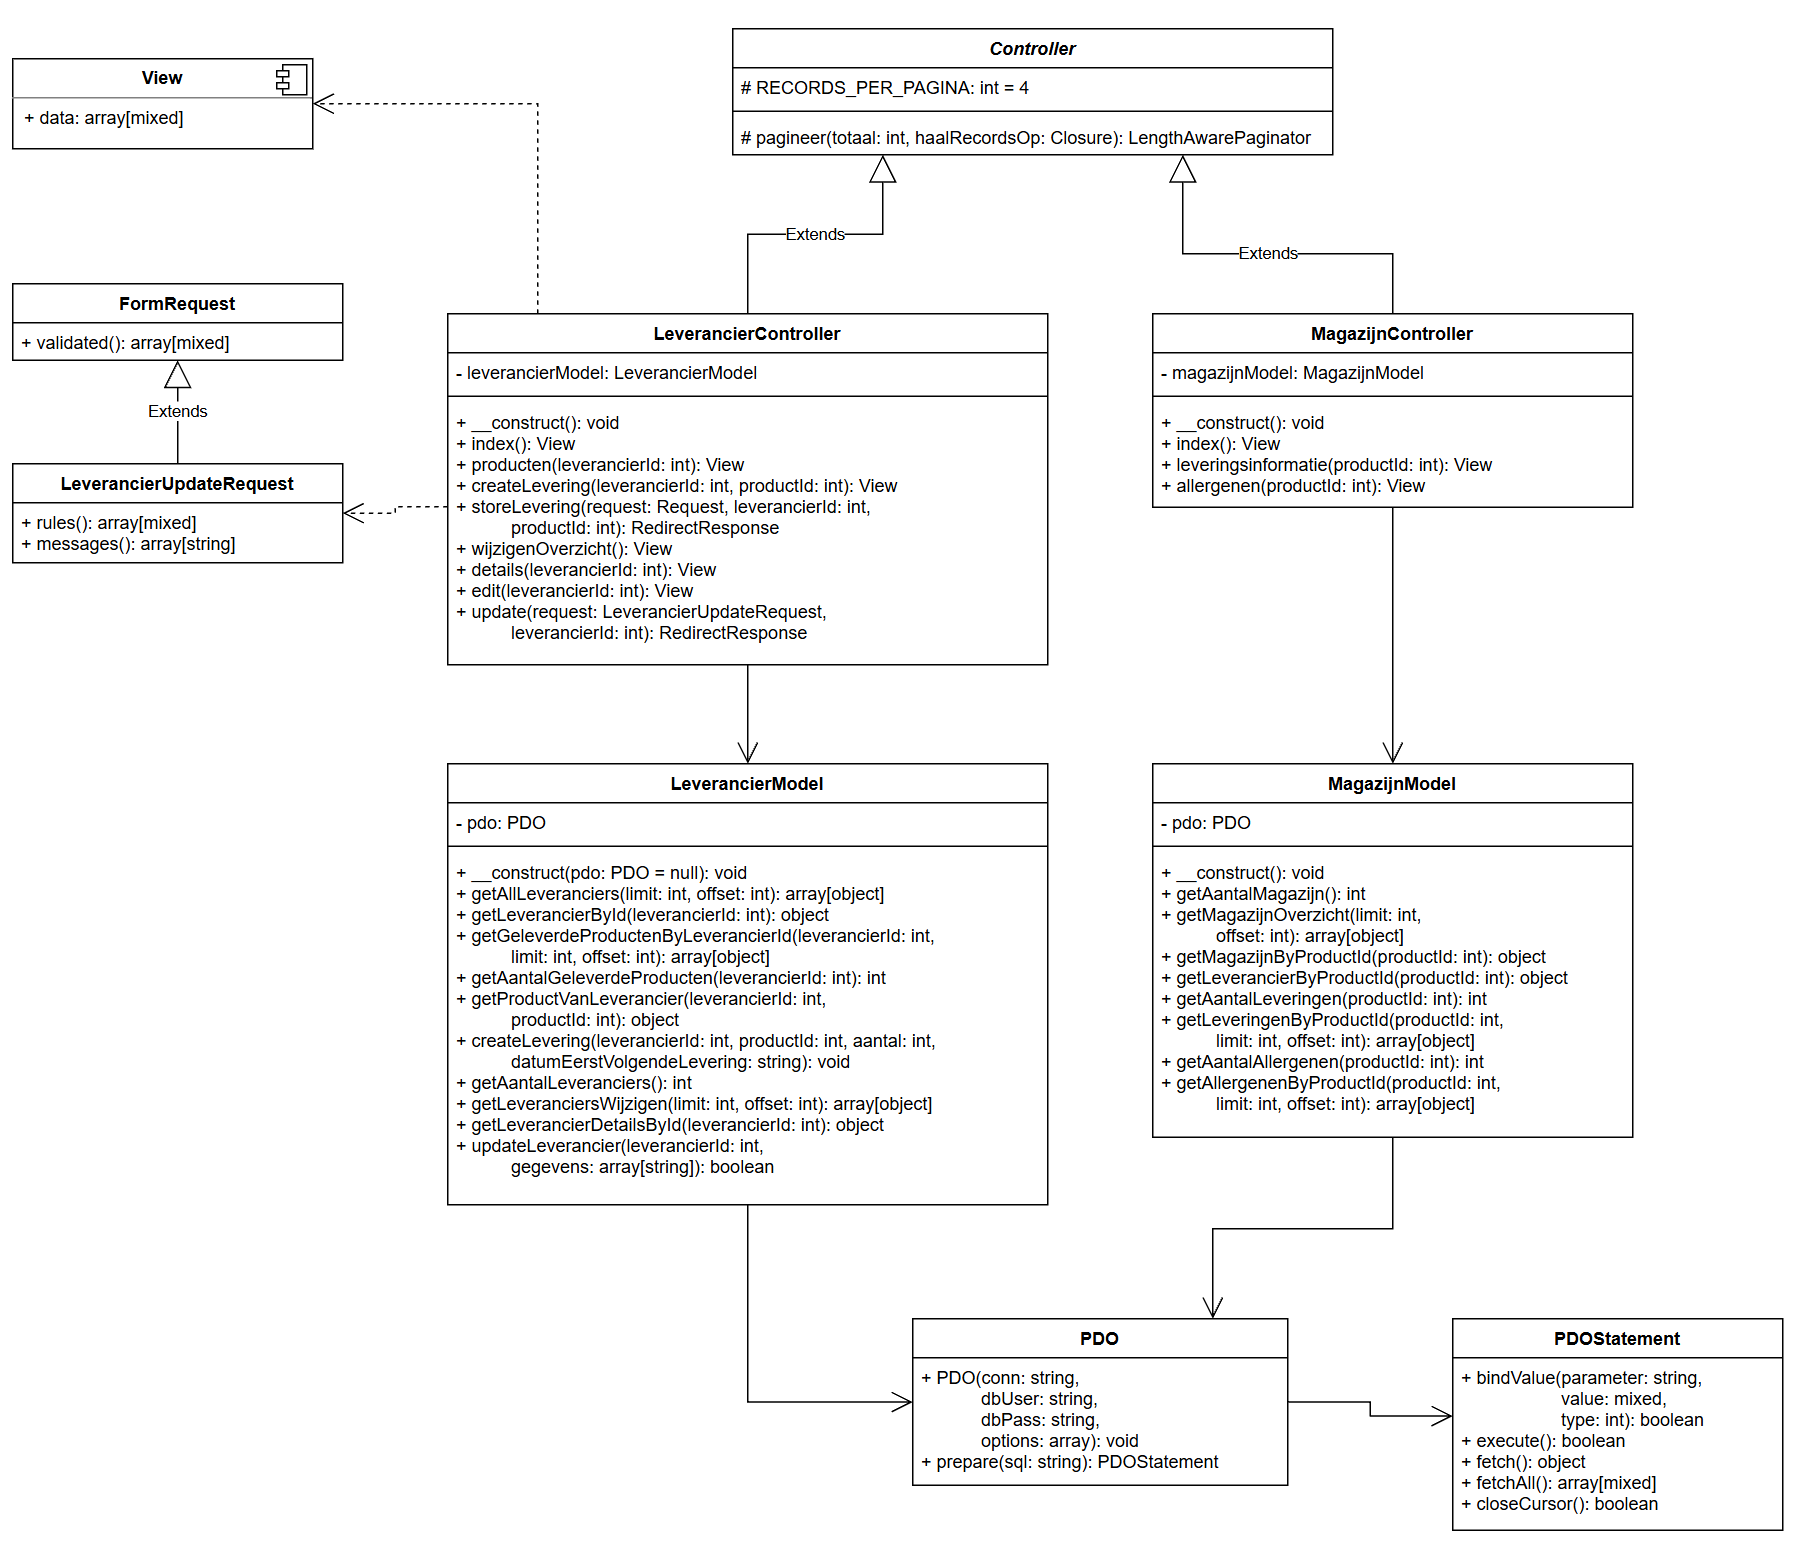 Controller
# RECORDS_PER_PAGINA: int = 4
# pagineer(totaal: int, haalRecordsOp: Closure): LengthAwarePaginator
View
+ data: array[mixed]
Extends
Extends
FormRequest
+ validated(): array[mixed]
Extends
LeverancierUpdateRequest
+ rules(): array[mixed]
+ messages(): array[string]
LeverancierController
- leverancierModel: LeverancierModel
+ __construct(): void
+ index(): View
+ producten(leverancierId: int): View
+ createLevering(leverancierId: int, productId: int): View
+ storeLevering(request: Request, leverancierId: int,
productId: int): RedirectResponse
+ wijzigenOverzicht(): View
+ details(leverancierId: int): View
+ edit(leverancierId: int): View
+ update(request: LeverancierUpdateRequest,
leverancierId: int): RedirectResponse
MagazijnController
- magazijnModel: MagazijnModel
+ __construct(): void
+ index(): View
+ leveringsinformatie(productId: int): View
+ allergenen(productId: int): View
LeverancierModel
- pdo: PDO
+ __construct(pdo: PDO = null): void
+ getAllLeveranciers(limit: int, offset: int): array[object]
+ getLeverancierById(leverancierId: int): object
+ getGeleverdeProductenByLeverancierId(leverancierId: int,
limit: int, offset: int): array[object]
+ getAantalGeleverdeProducten(leverancierId: int): int
+ getProductVanLeverancier(leverancierId: int,
productId: int): object
+ createLevering(leverancierId: int, productId: int, aantal: int,
datumEerstVolgendeLevering: string): void
+ getAantalLeveranciers(): int
+ getLeveranciersWijzigen(limit: int, offset: int): array[object]
+ getLeverancierDetailsById(leverancierId: int): object
+ updateLeverancier(leverancierId: int,
gegevens: array[string]): boolean
MagazijnModel
- pdo: PDO
+ __construct(): void
+ getAantalMagazijn(): int
+ getMagazijnOverzicht(limit: int,
offset: int): array[object]
+ getMagazijnByProductId(productId: int): object
+ getLeverancierByProductId(productId: int): object
+ getAantalLeveringen(productId: int): int
+ getLeveringenByProductId(productId: int,
limit: int, offset: int): array[object]
+ getAantalAllergenen(productId: int): int
+ getAllergenenByProductId(productId: int,
limit: int, offset: int): array[object]
PDO
+ PDO(conn: string,
dbUser: string,
dbPass: string,
options: array): void
+ prepare(sql: string): PDOStatement
PDOStatement
+ bindValue(parameter: string,
value: mixed,
type: int): boolean
+ execute(): boolean
+ fetch(): object
+ fetchAll(): array[mixed]
+ closeCursor(): boolean